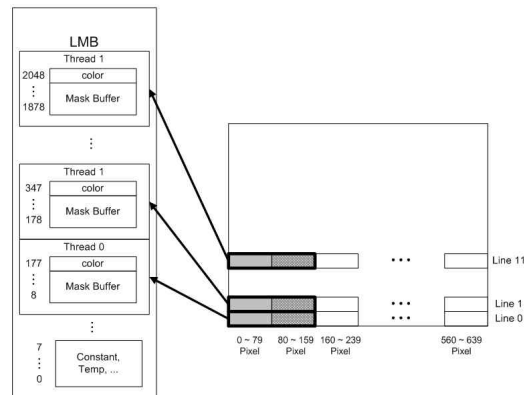 LMB
Thread 1
2048
⋮
1878
color
Mask Buffer
⋮
Thread 1
347
⋮
178
color
Mask Buffer
Thread 0
177
⋮
8
color
Mask Buffer
⋮
7
⋮
0
Constant,
Temp, ...
• • •
Line 11
• • •
Line 1
• • •
Line 0
0 ~ 79
Pixel
80 ~ 159
Pixel
160 ~ 239
Pixel
560 ~ 639
Pixel